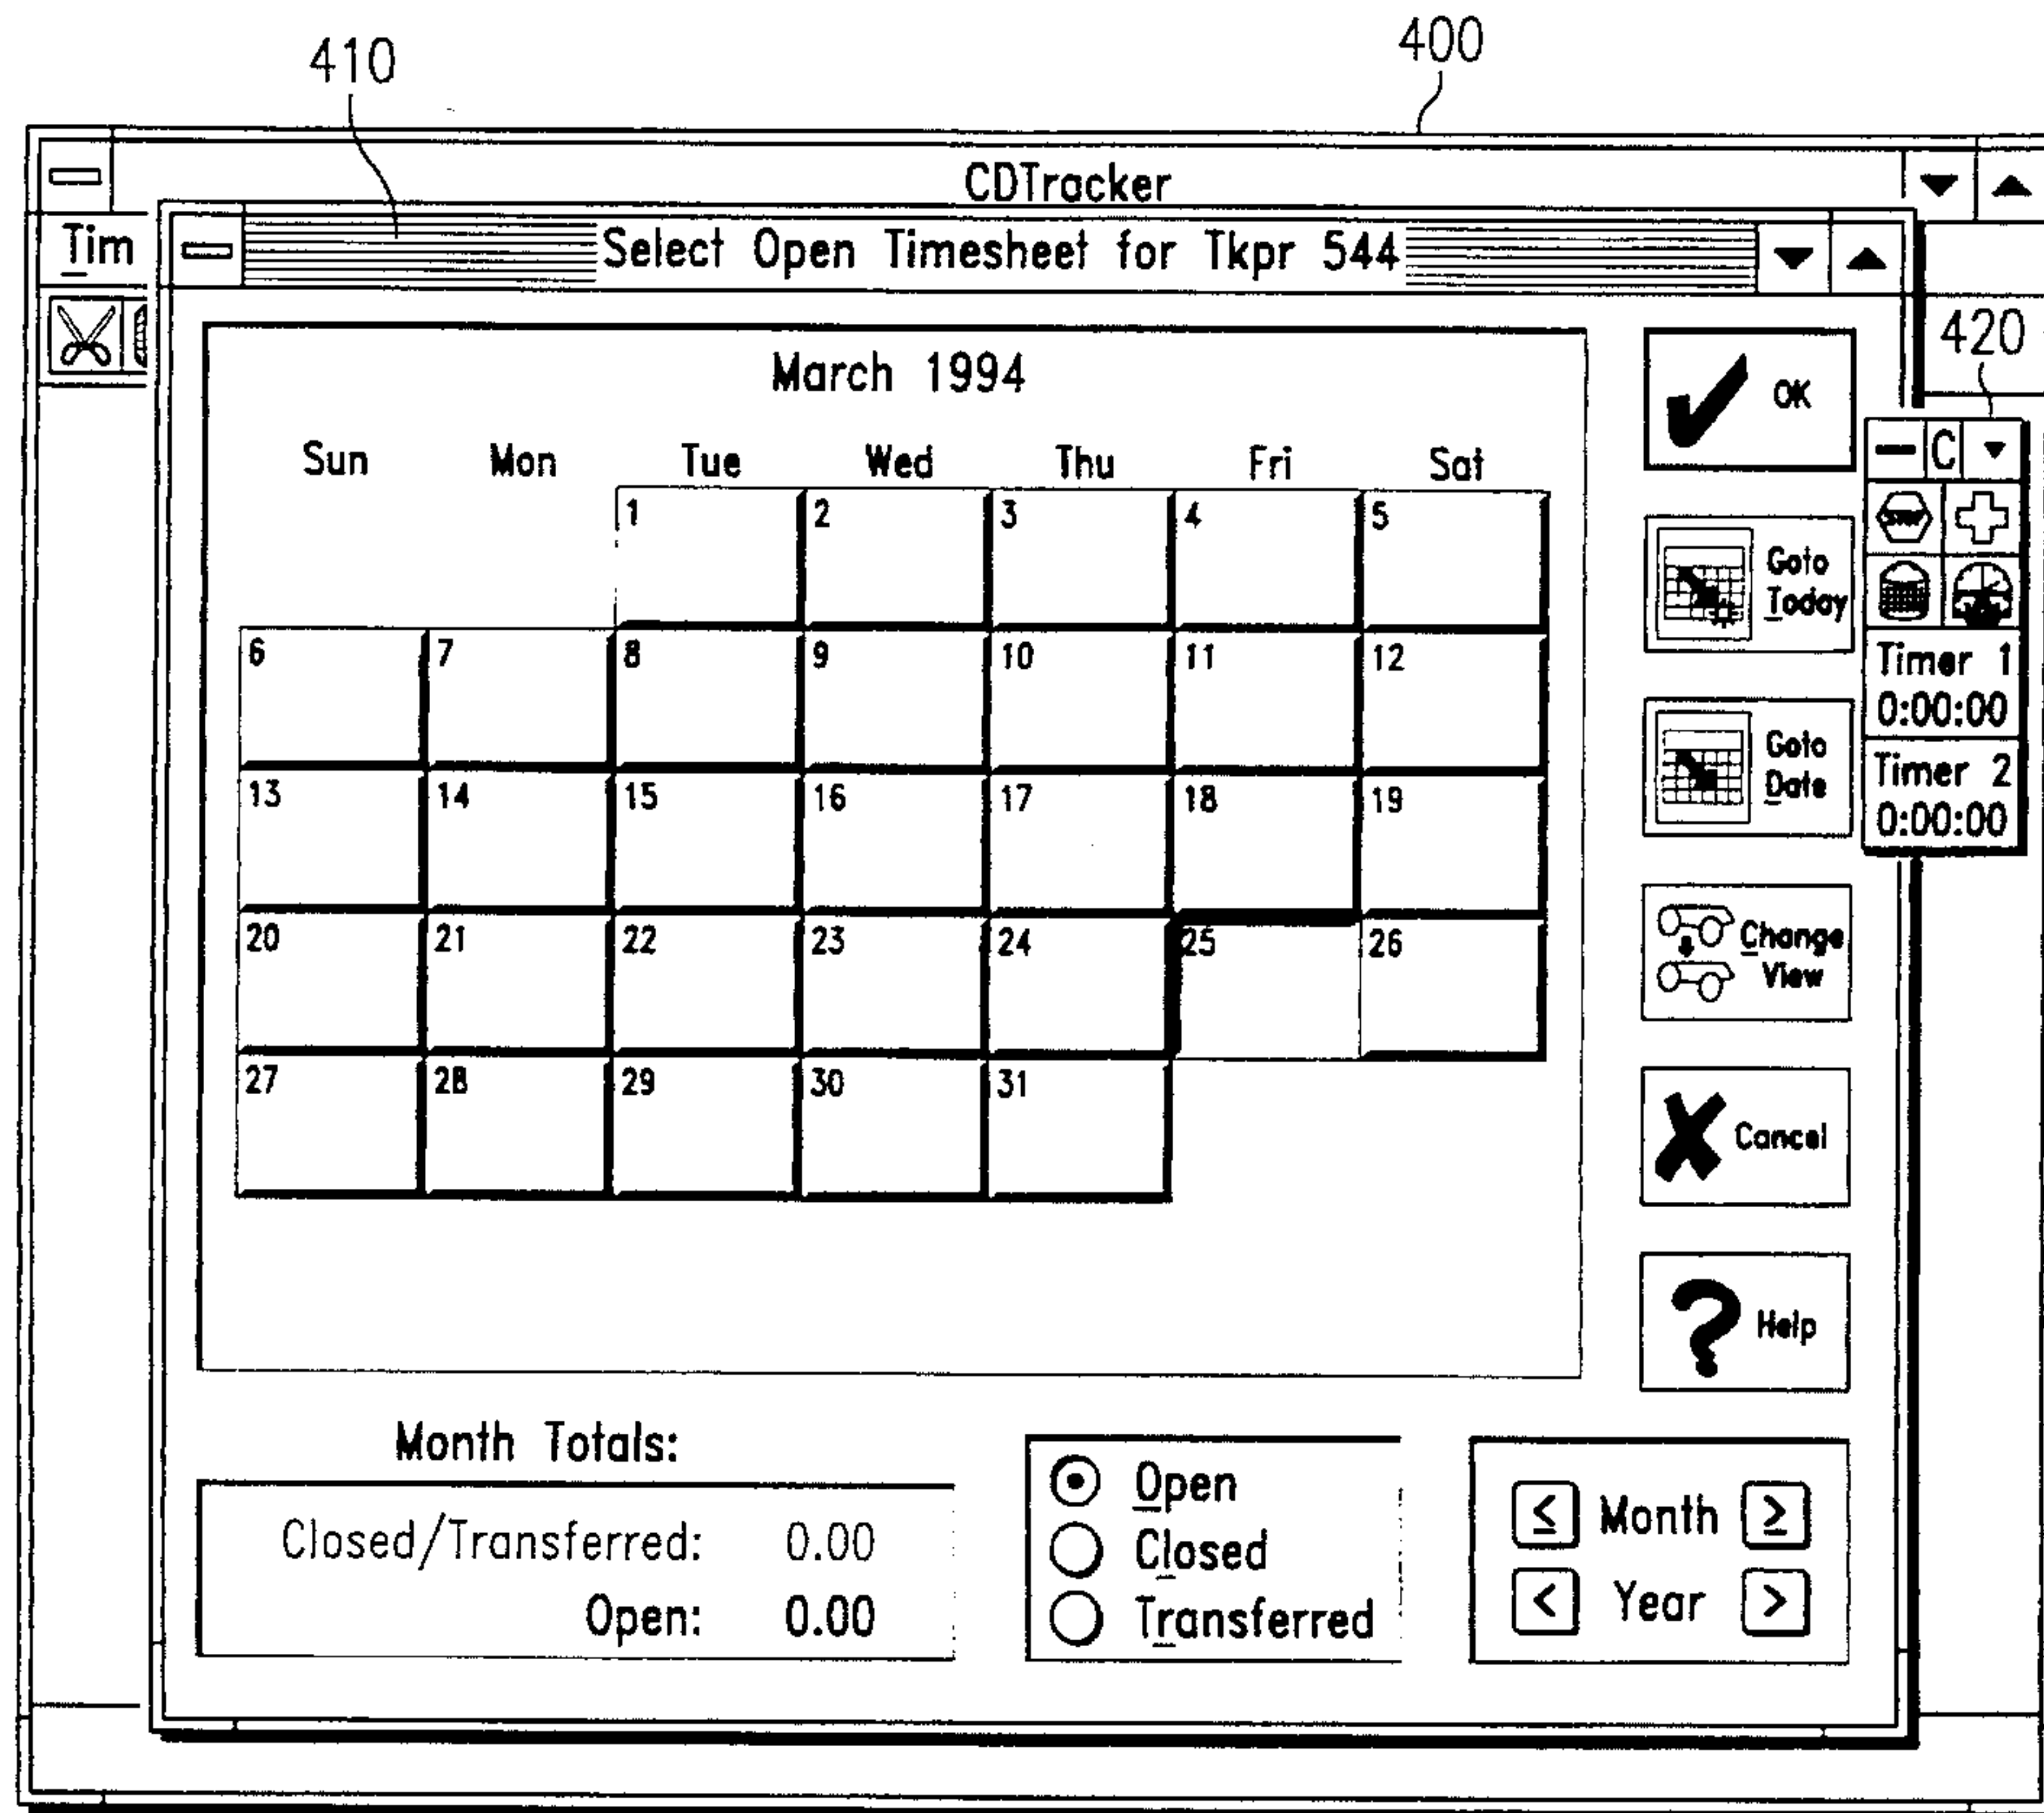 410
400
CDTracker
Tim
Select Open Timesheet for Tkpr 544
420
March 1994
OK
Sun Mon Tue Wed Thu Fri Sat
C
1 2 3 4 5
STOP
Goto Today
6 7 8 9 10 11 12
Timer 1
0:00:00
Goto Date
Timer 2
0:00:00
13 14 15 16 17 18 19
20 21 22 23 24 25 26
Change View
27 28 29 30 31
Cancel
Help
Month Totals:
Closed/Transferred: 0.00
Open: 0.00
Open
Closed
Transferred
< Month >
< Year >